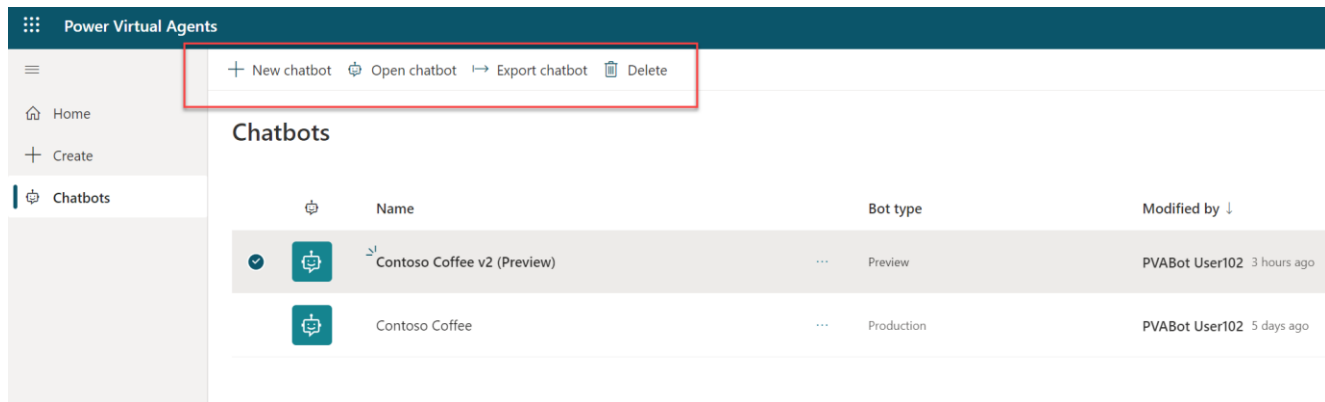 Power Virtual Agents
New chatbot Open chatbot Export chatbot Delete
Home
Create
Chatbots
Chatbots
Name Bot type Modified by ↓
Contoso Coffee v2 (Preview) ... Preview PVABot User102 3 hours ago
Contoso Coffee ... Production PVABot User102 5 days ago